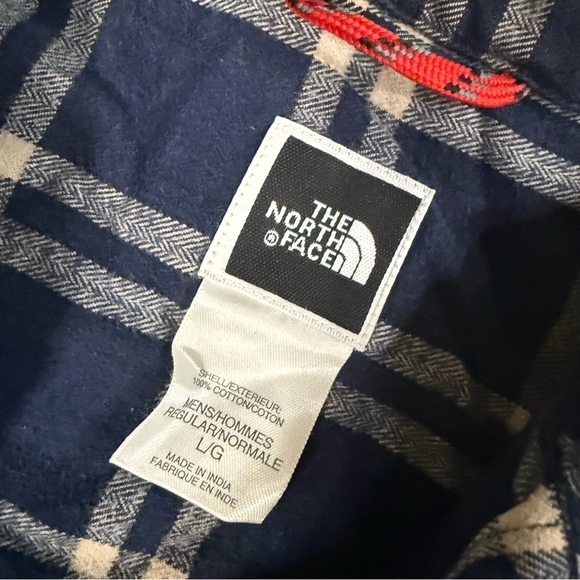 THE
NORTH
® FACE
SHELL/EXTERIEUR:
100% COTTON/COTON
MENS/HOMMES
REGULAR/NORMALE
L/G
MADE IN INDIA
FABRIQUE EN INDE